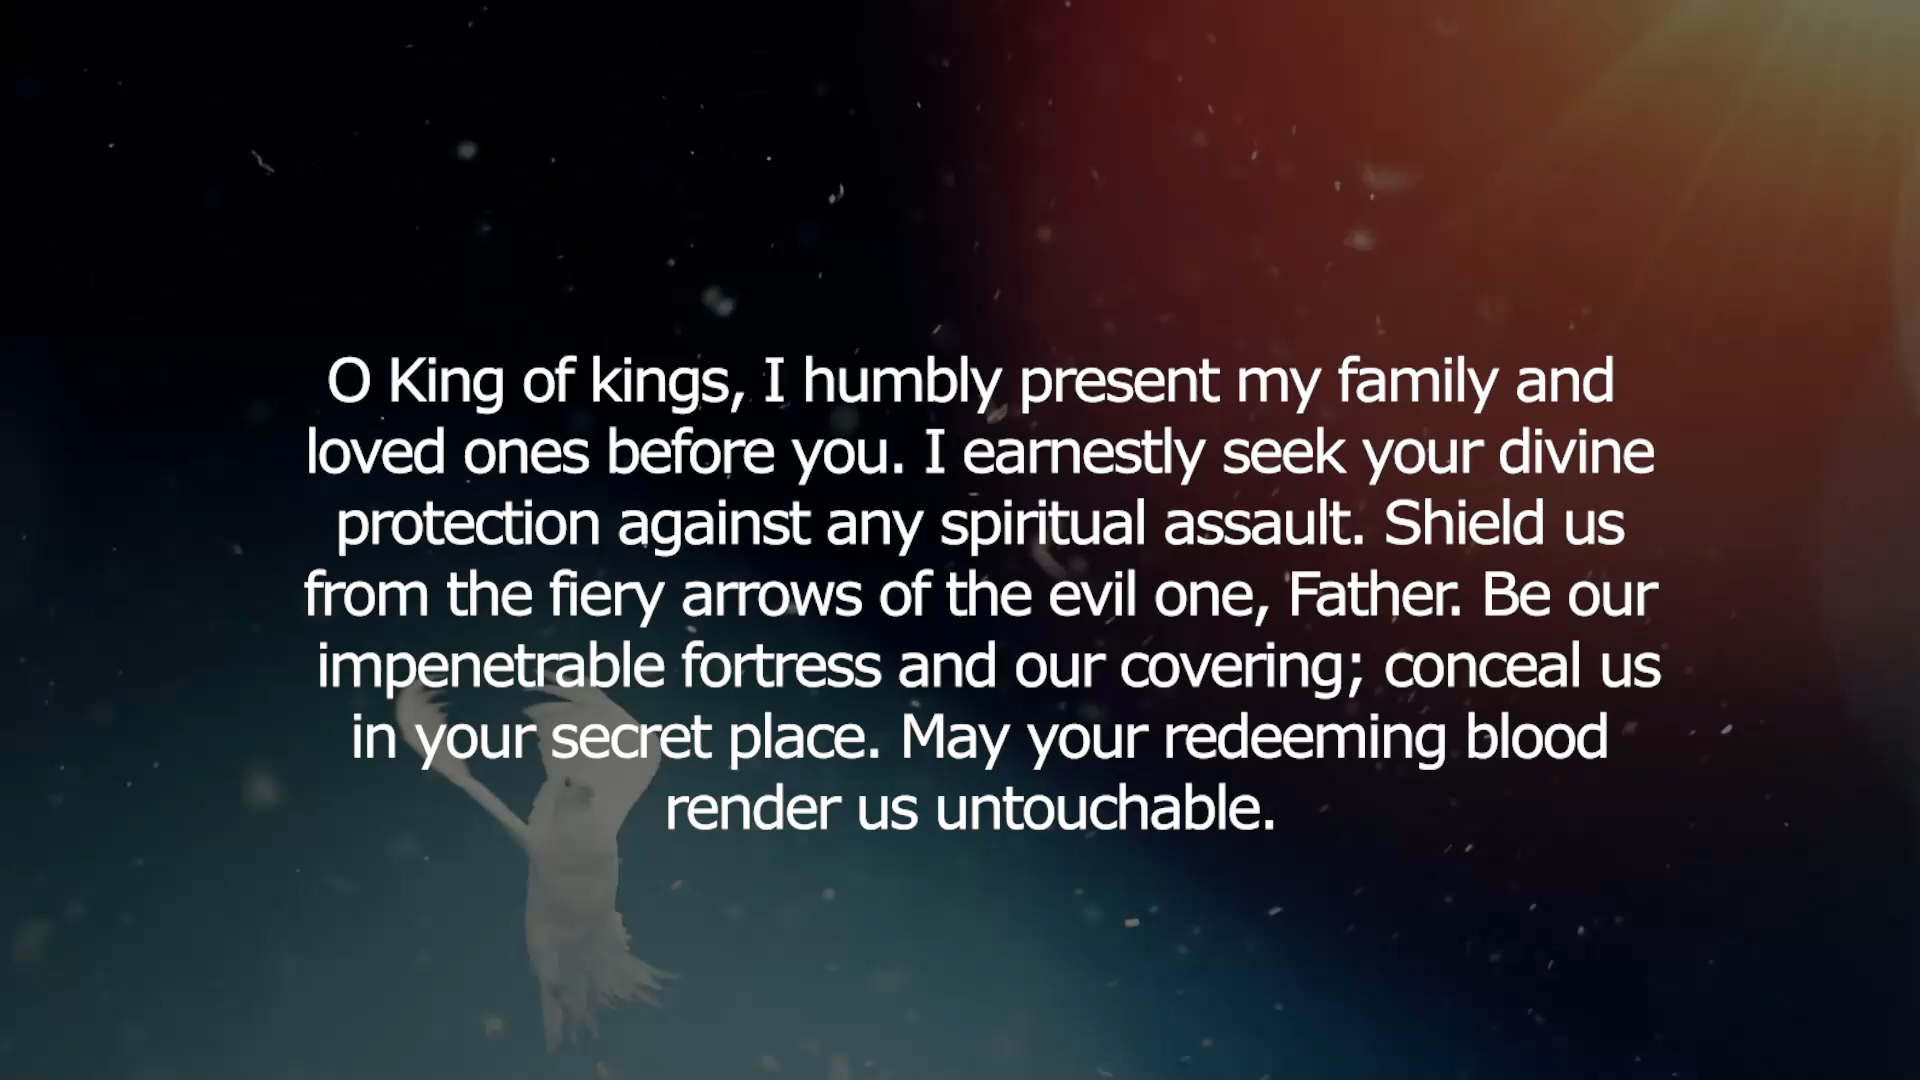 O King of kings, I humbly present my family and
loved ones before you. I earnestly seek your divine
protection against any spiritual assault. Shield us
from the fiery arrows of the evil one, Father. Be our
impenetrable fortress and our covering; conceal us
in your secret place. May your redeeming blood
render us untouchable.